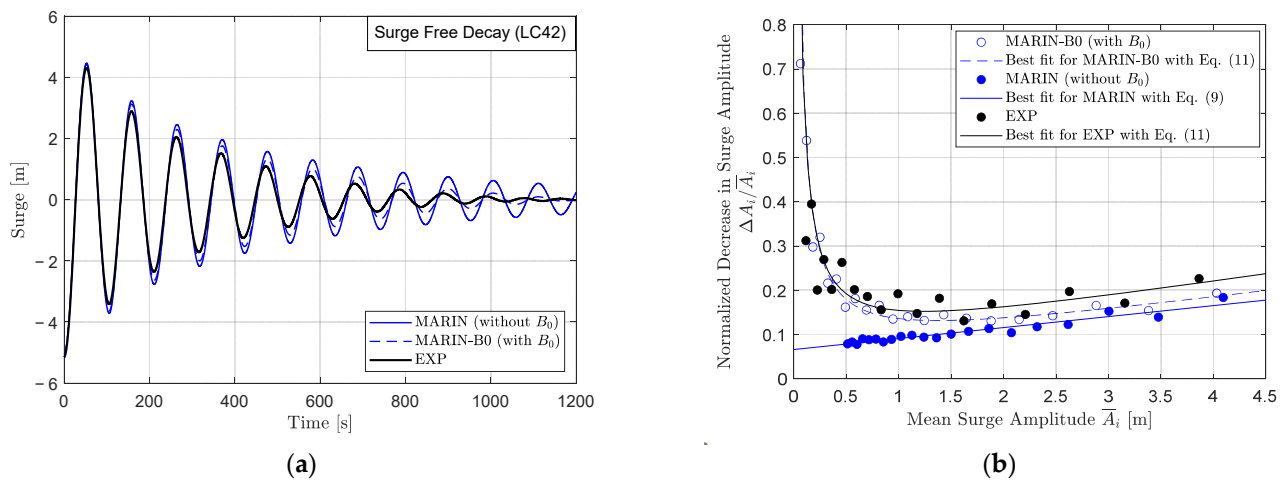 6
4
2
0
−2
−4
−6
Surge [m]
0
200
400
600
800
1000
1200
Time [s]
Surge Free Decay (LC42)
MARIN (without B₀)
MARIN-B0 (with B₀)
EXP
(a)
0.8
0.7
0.6
0.5
0.4
0.3
0.2
0.1
0
Normalized Decrease in Surge Amplitude
ΔA̅ᵢ/A̅ᵢ
0
0.5
1
1.5
2
2.5
3
3.5
4
4.5
Mean Surge Amplitude A̅ᵢ [m]
MARIN-B0 (with B₀)
Best fit for MARIN-B0 with Eq. (11)
MARIN (without B₀)
Best fit for MARIN with Eq. (9)
EXP
Best fit for EXP with Eq. (11)
(b)